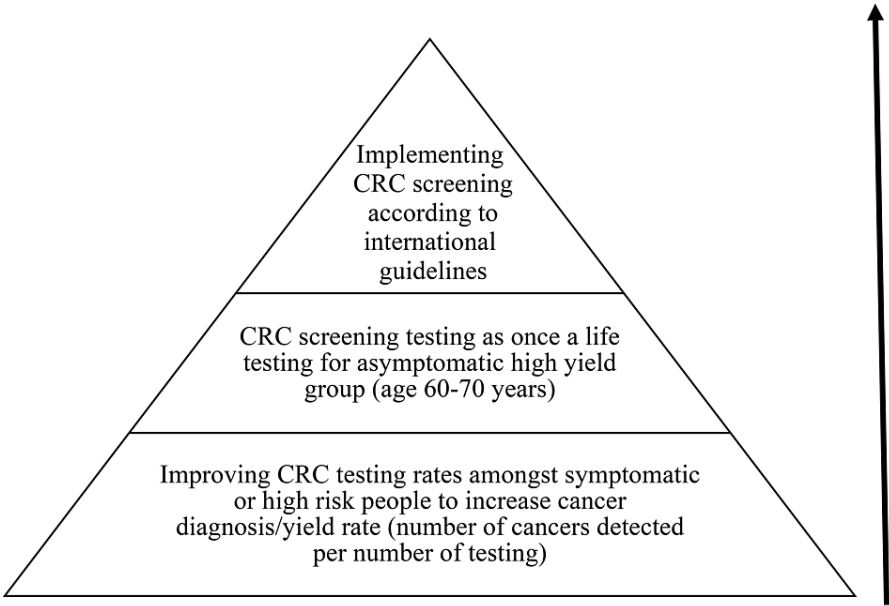 Implementing
CRC screening
according to
international
guidelines
CRC screening testing as once a life
testing for asymptomatic high yield
group (age 60-70 years)
Improving CRC testing rates amongst symptomatic
or high risk people to increase cancer
diagnosis/yield rate (number of cancers detected
per number of testing)